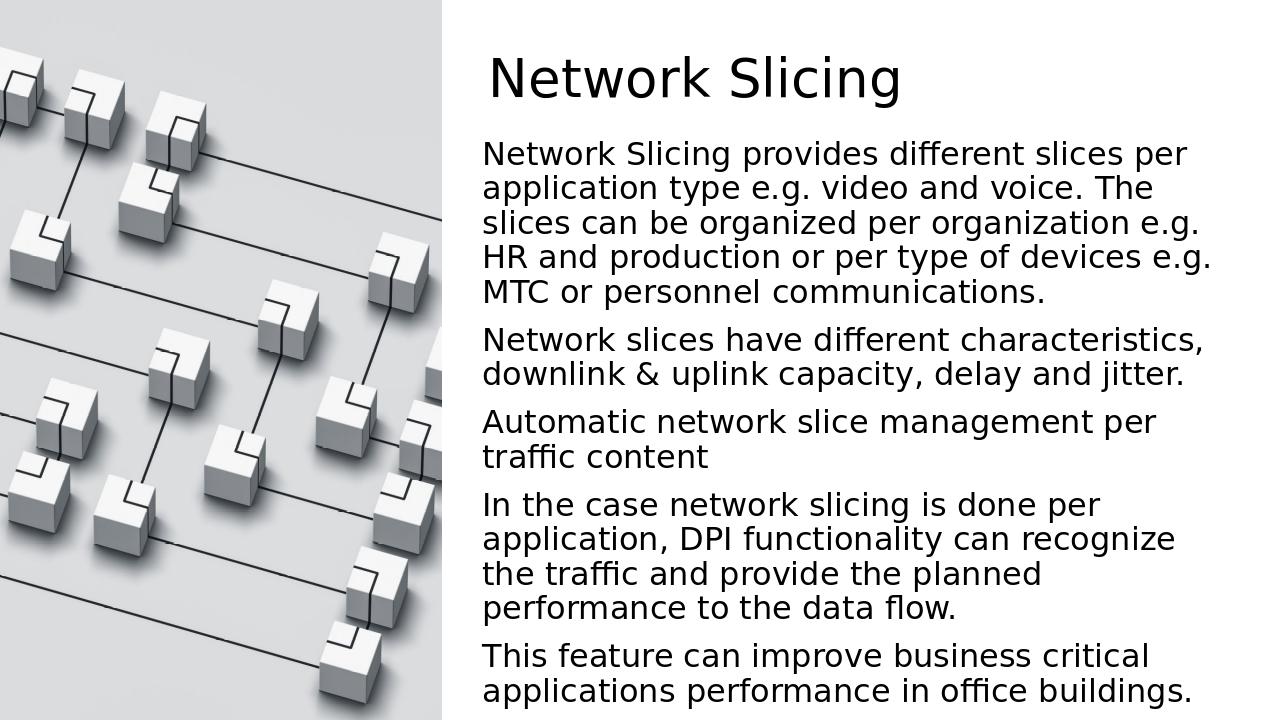 Network Slicing
Network Slicing provides different slices per
application type e.g. video and voice. The
slices can be organized per organization e.g.
HR and production or per type of devices e.g.
MTC or personnel communications.
Network slices have different characteristics,
downlink & uplink capacity, delay and jitter.
Automatic network slice management per
traffic content
In the case network slicing is done per
application, DPI functionality can recognize
the traffic and provide the planned
performance to the data flow.
This feature can improve business critical
applications performance in office buildings.